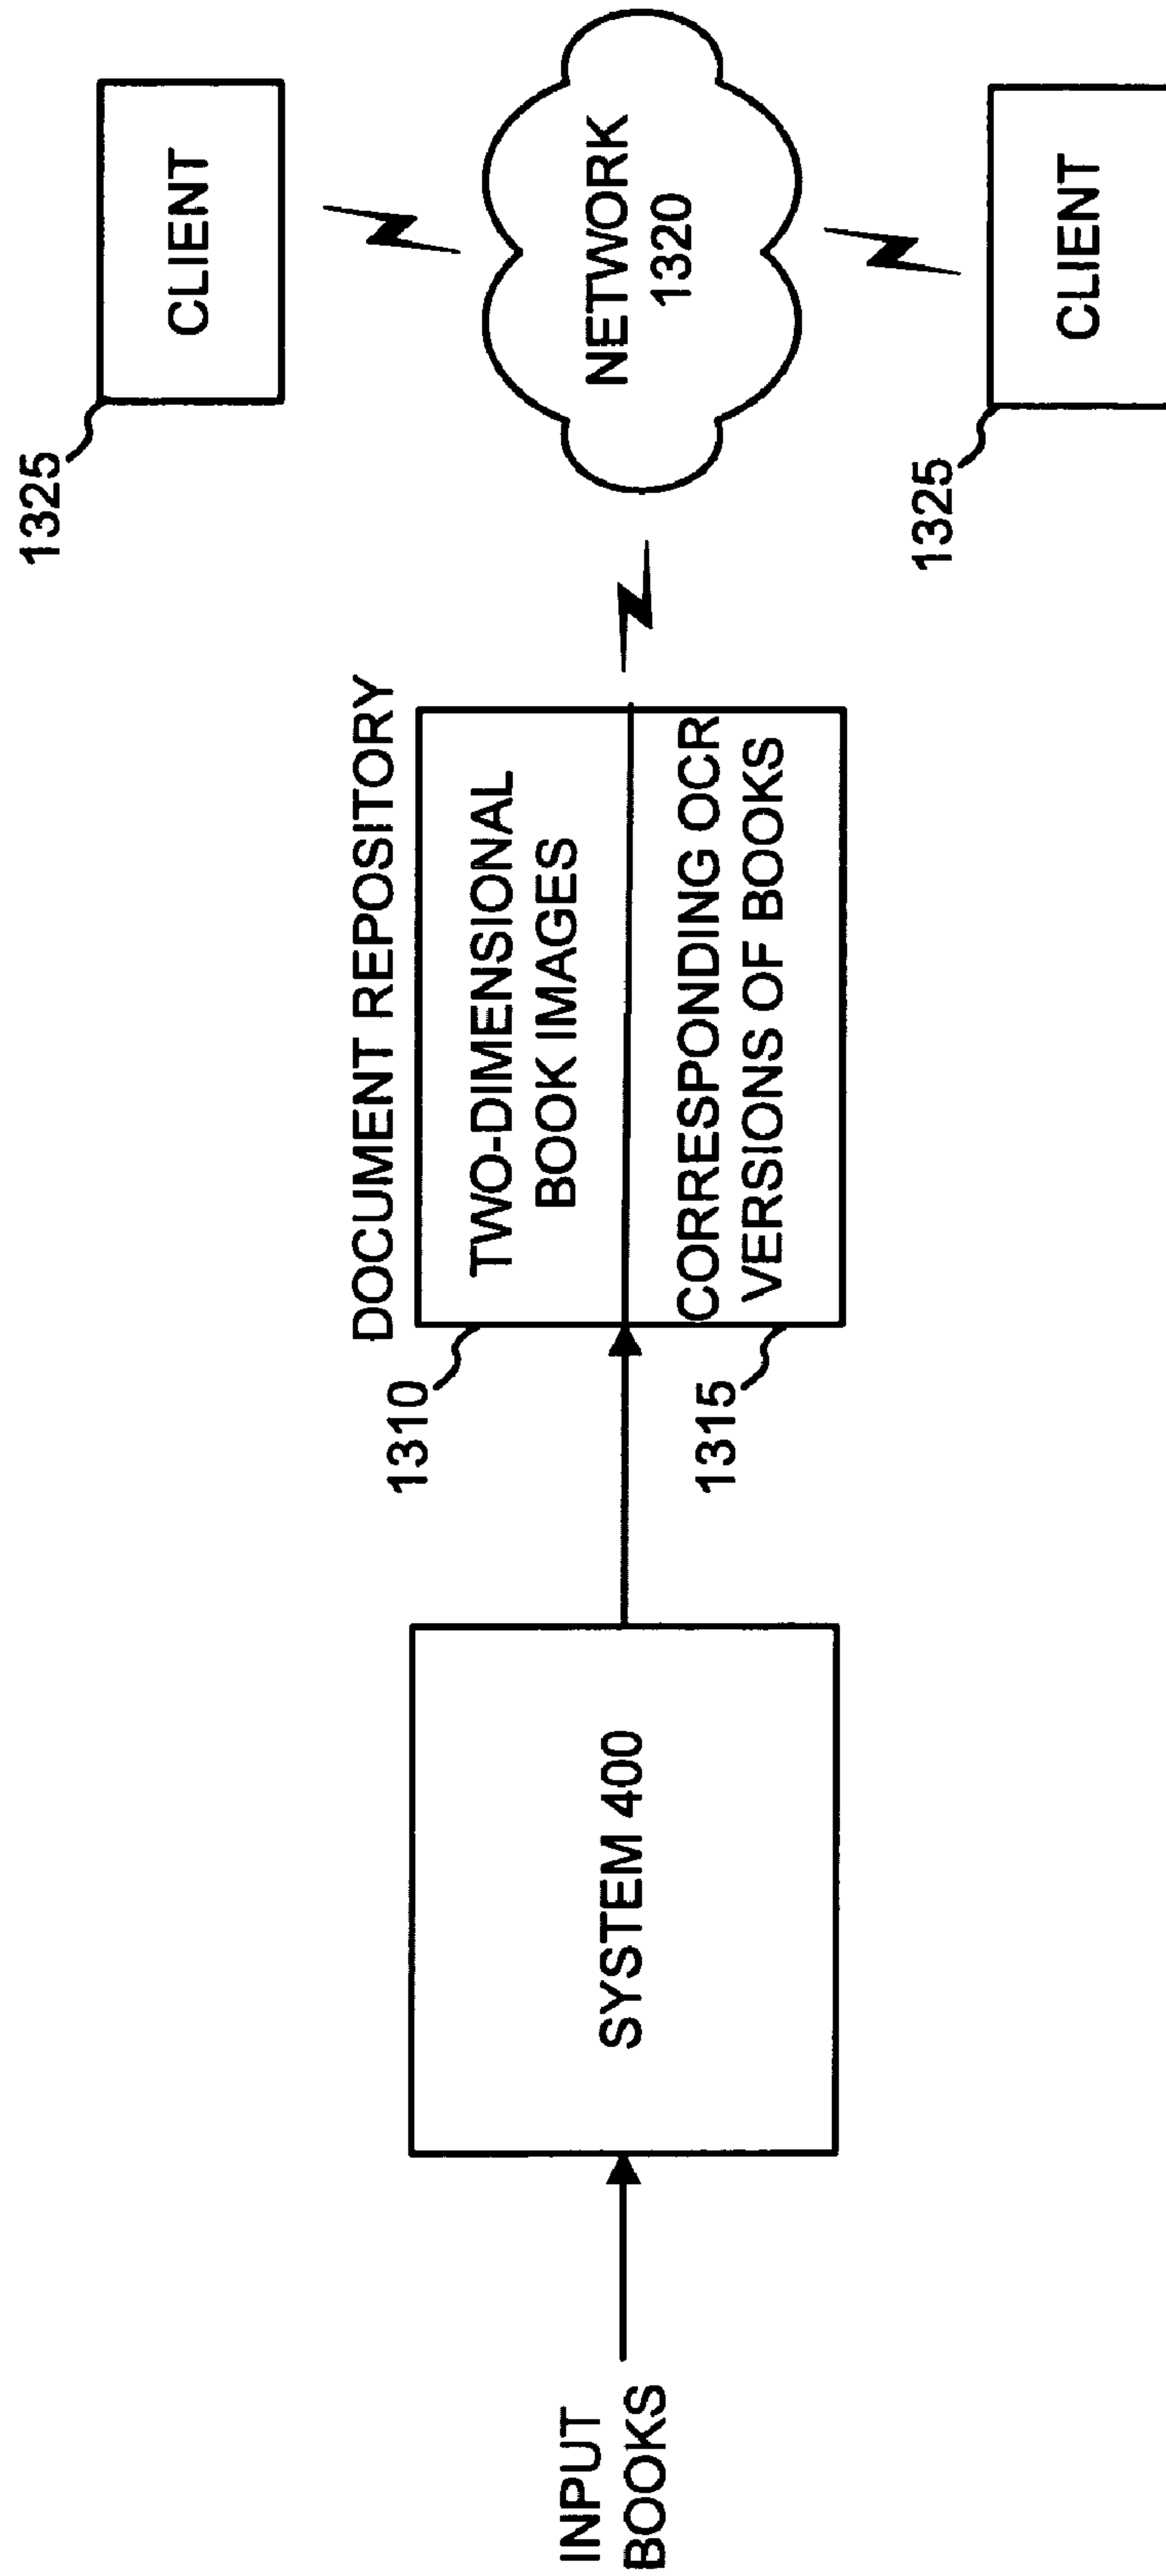 INPUT
BOOKS
SYSTEM 400
DOCUMENT REPOSITORY
1310
TWO-DIMENSIONAL
BOOK IMAGES
1315
CORRESPONDING OCR
VERSIONS OF BOOKS
1325
CLIENT
NETWORK
1320
1325
CLIENT